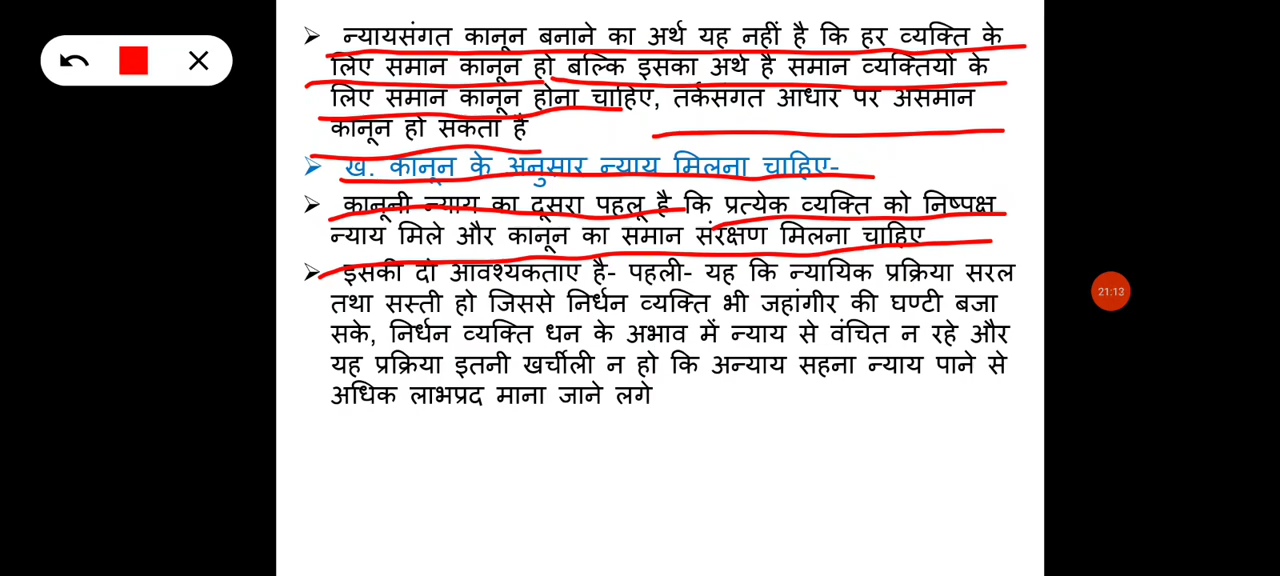 ➢ न्यायसंगत कानून बनाने का अर्थ यह नहीं है कि हर व्यक्ति के
लिए समान कानून हो बल्कि इसका अर्थ है समान व्यक्तियों के
लिए समान कानून होना चाहिए, तर्कसगत आधार पर असमान
कानून हो सकता है
➢ ख. कानून के अनुसार न्याय मिलना चाहिए-
➢ कानूनी न्याय का दूसरा पहलू है कि प्रत्येक व्यक्ति को निष्पक्ष
न्याय मिले और कानून का समान संरक्षण मिलना चाहिए
➢ इसकी दो आवश्यकताए है- पहली- यह कि न्यायिक प्रक्रिया सरल
तथा सस्ती हो जिससे निर्धन व्यक्ति भी जहांगीर की घण्टी बजा
सके, निर्धन व्यक्ति धन के अभाव में न्याय से वंचित न रहे और
यह प्रक्रिया इतनी खर्चीली न हो कि अन्याय सहना न्याय पाने से
अधिक लाभप्रद माना जाने लगे
21:13